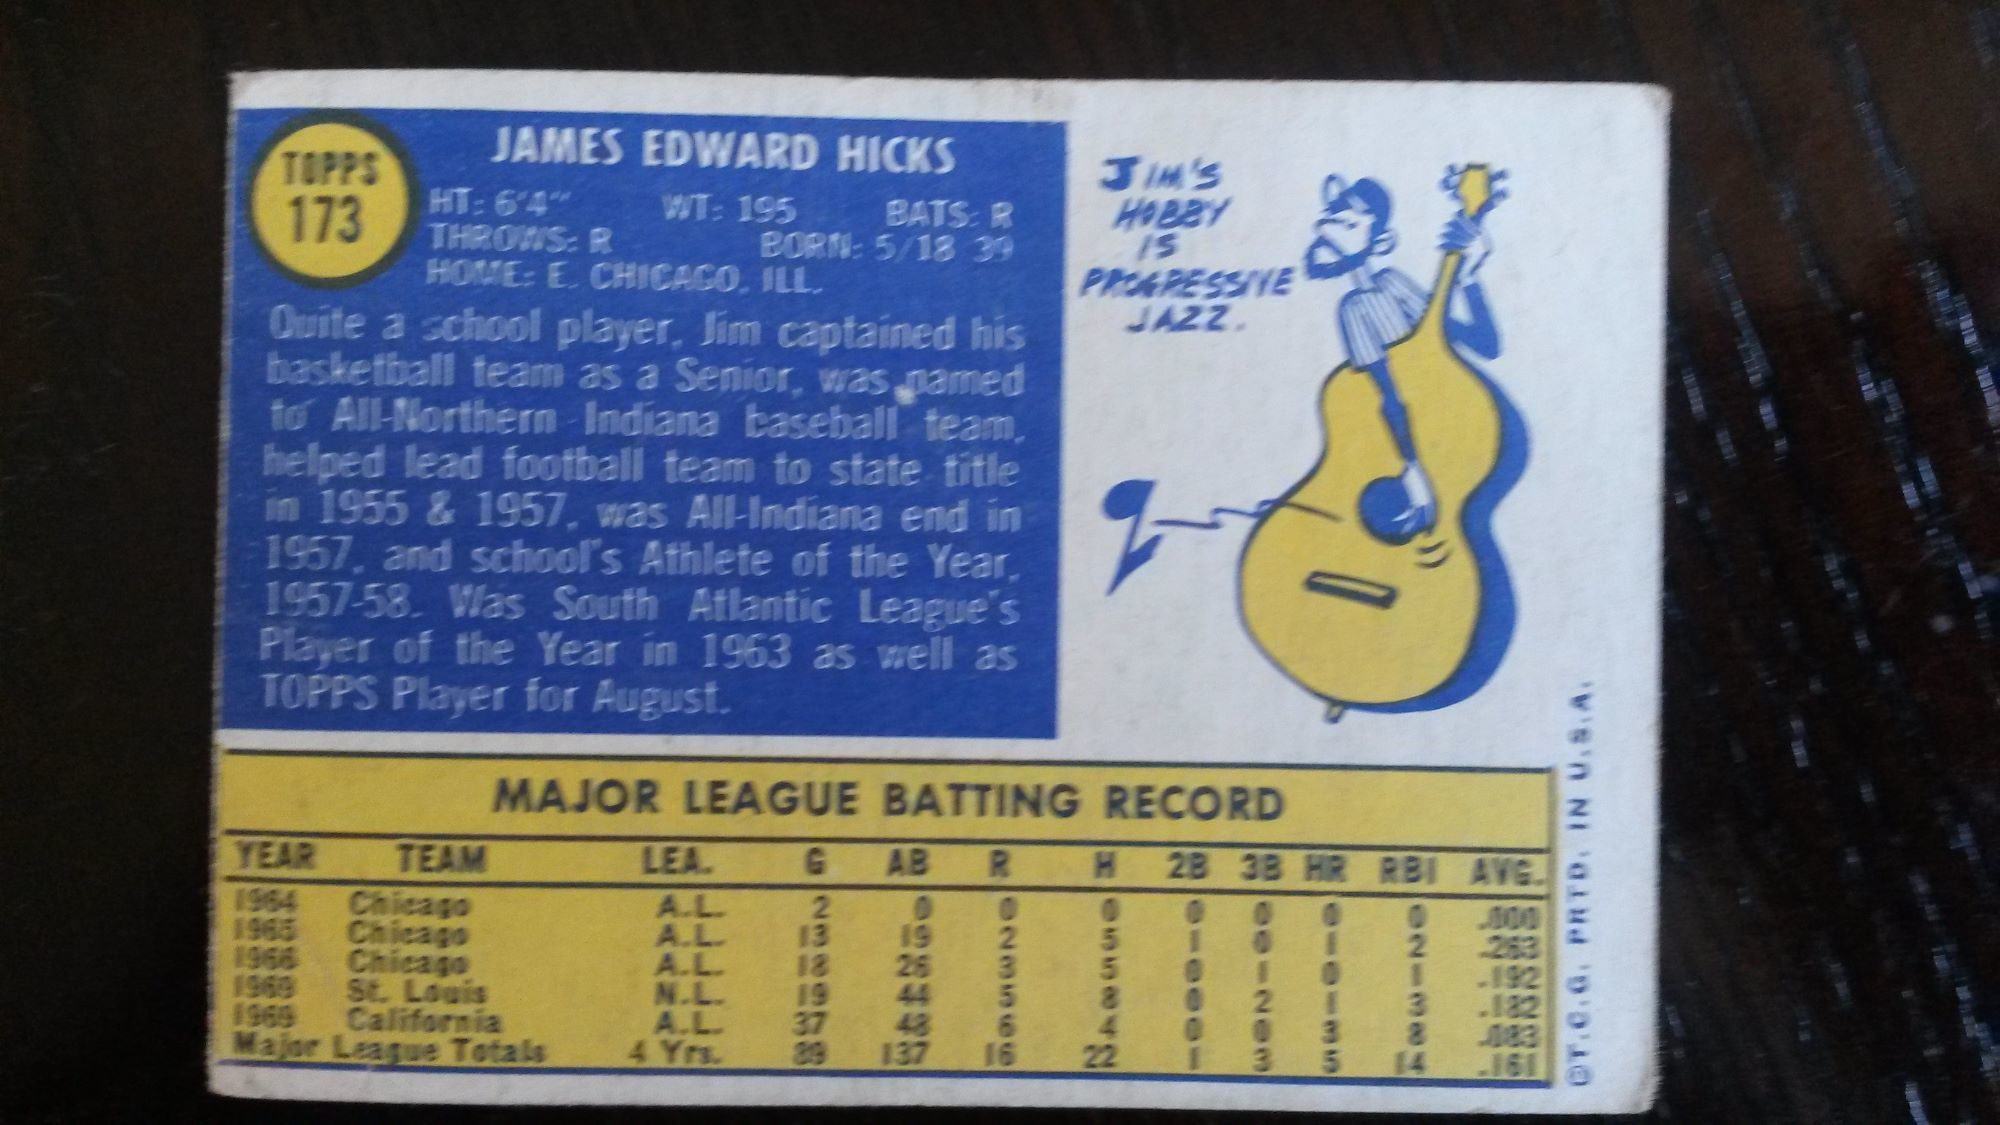 TOPPS
173
JAMES EDWARD HICKS
HT: 6'4" WT: 195 BATS: R
THROWS: R BORN: 5/18 39
HOME: E. CHICAGO, ILL.
Quite a school player, Jim captained his
basketball team as a Senior, was named
to All-Northern Indiana baseball team,
helped lead football team to state title
in 1955 & 1957, was All-Indiana end in
1957, and school's Athlete of the Year,
1957-58. Was South Atlantic League's
Player of the Year in 1963 as well as
TOPPS Player for August.
JIM'S
HOBBY
IS
PROGRESSIVE
JAZZ.
MAJOR LEAGUE BATTING RECORD
YEAR TEAM LEA. G AB R H 2B 3B HR RBI AVG.
1964 Chicago A.L. 2 0 0 0 0 0 0 0 .000
1965 Chicago A.L. 13 19 2 5 1 0 1 2 .263
1966 Chicago A.L. 18 26 3 5 0 1 0 1 .192
1969 St. Louis N.L. 19 44 5 8 0 2 1 3 .182
1969 California A.L. 37 48 6 4 0 0 3 8 .083
Major League Totals 4 Yrs. 89 137 16 22 1 3 5 14 .161
©T.C.G. PRTD. IN U.S.A.